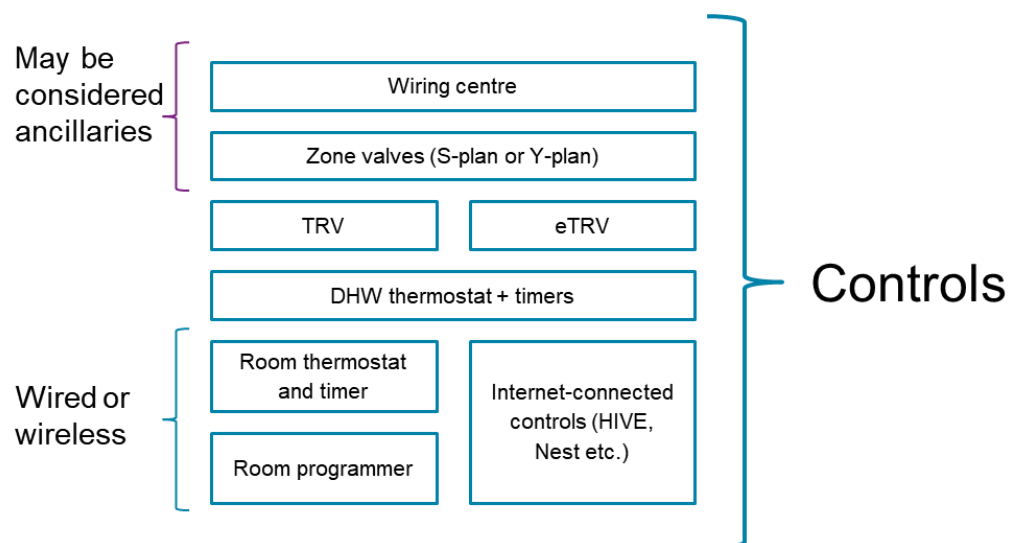 May be
considered
ancillaries
Wiring centre
Zone valves (S-plan or Y-plan)
TRV
eTRV
DHW thermostat + timers
Controls
Wired or
wireless
Room thermostat
and timer
Room programmer
Internet-connected
controls (HIVE,
Nest etc.)